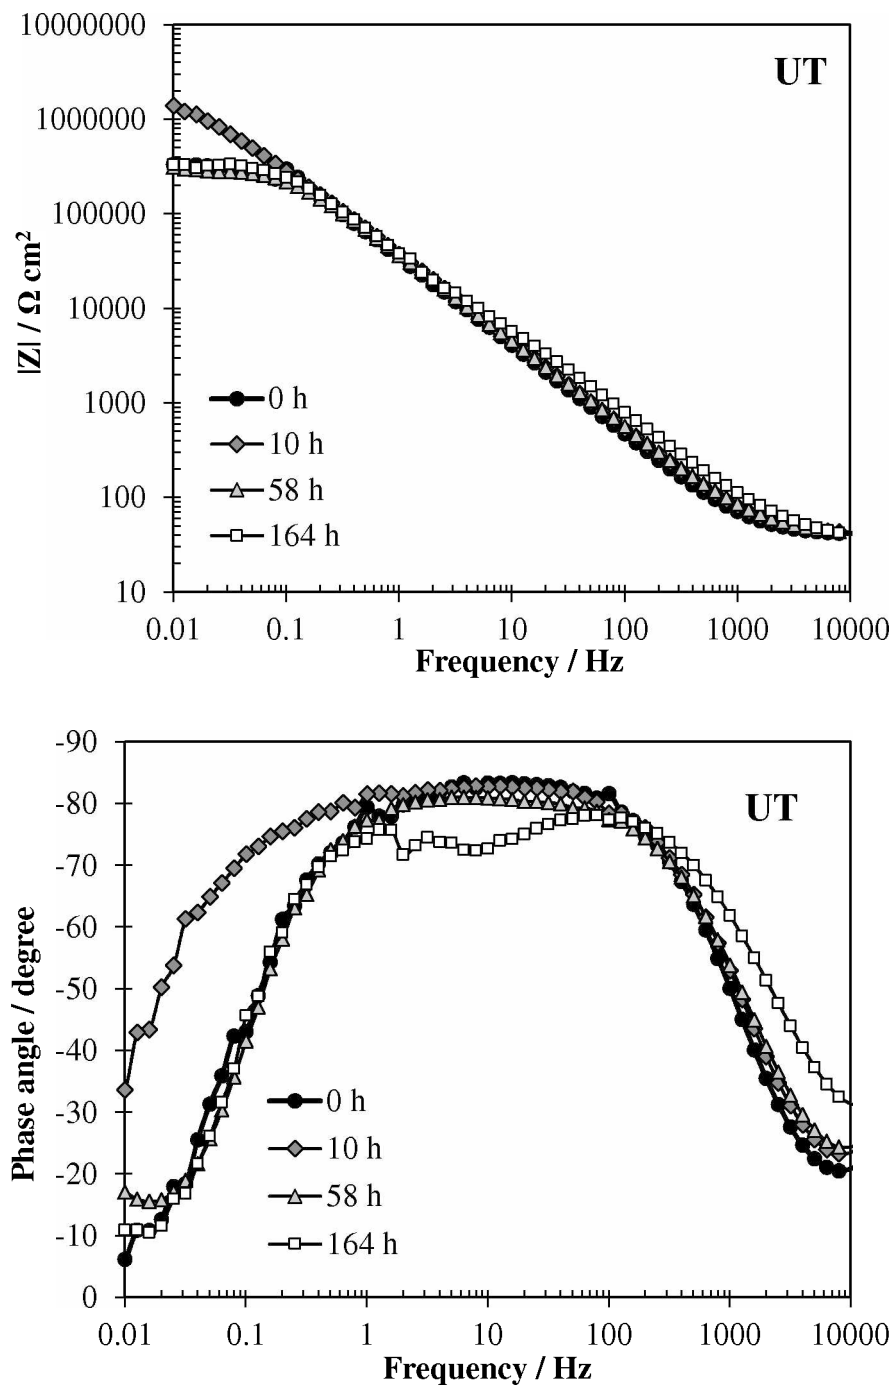 10000000
UT
1000000
100000
10000
1000
100
10
|Z| / Ω cm²
0 h
10 h
58 h
164 h
0.01 0.1 1 10 100 1000 10000
Frequency / Hz
-90
-80
-70
-60
-50
-40
-30
-20
-10
0
UT
Phase angle / degree
0 h
10 h
58 h
164 h
0.01 0.1 1 10 100 1000 10000
Frequency / Hz